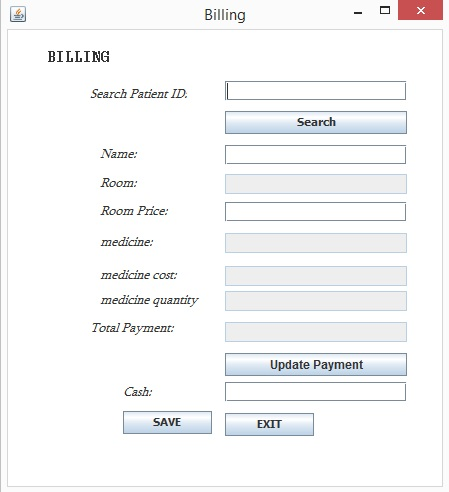 Billing
BILLING
Search Patient ID.
Search
Name:
Room:
Room Price:
medicine:
medicine cost:
medicine quantity
Total Payment:
Update Payment
Cash:
SAVE EXIT